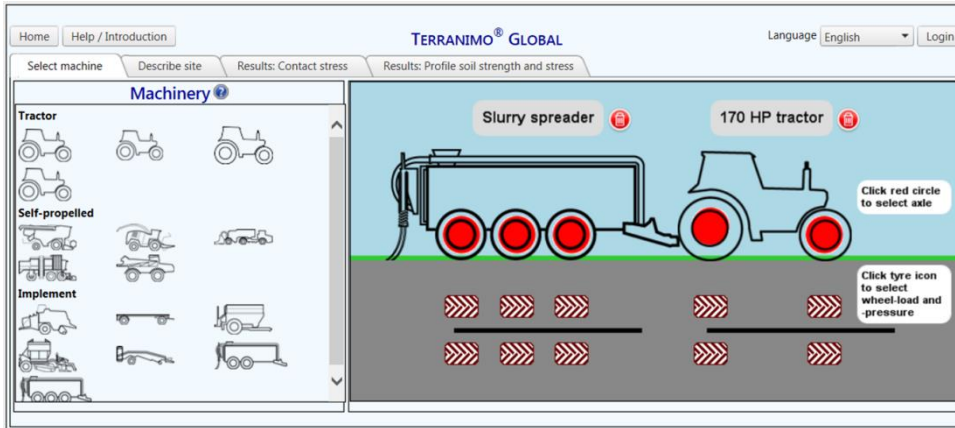 Home Help / Introduction TERRANIMO® GLOBAL Language English Login
Select machine Describe site Results: Contact stress Results: Profile soil strength and stress
Machinery ?
Tractor
Self-propelled
Implement
Slurry spreader 170 HP tractor
Click red circle
to select axle
Click tyre icon
to select
wheel-load and
-pressure